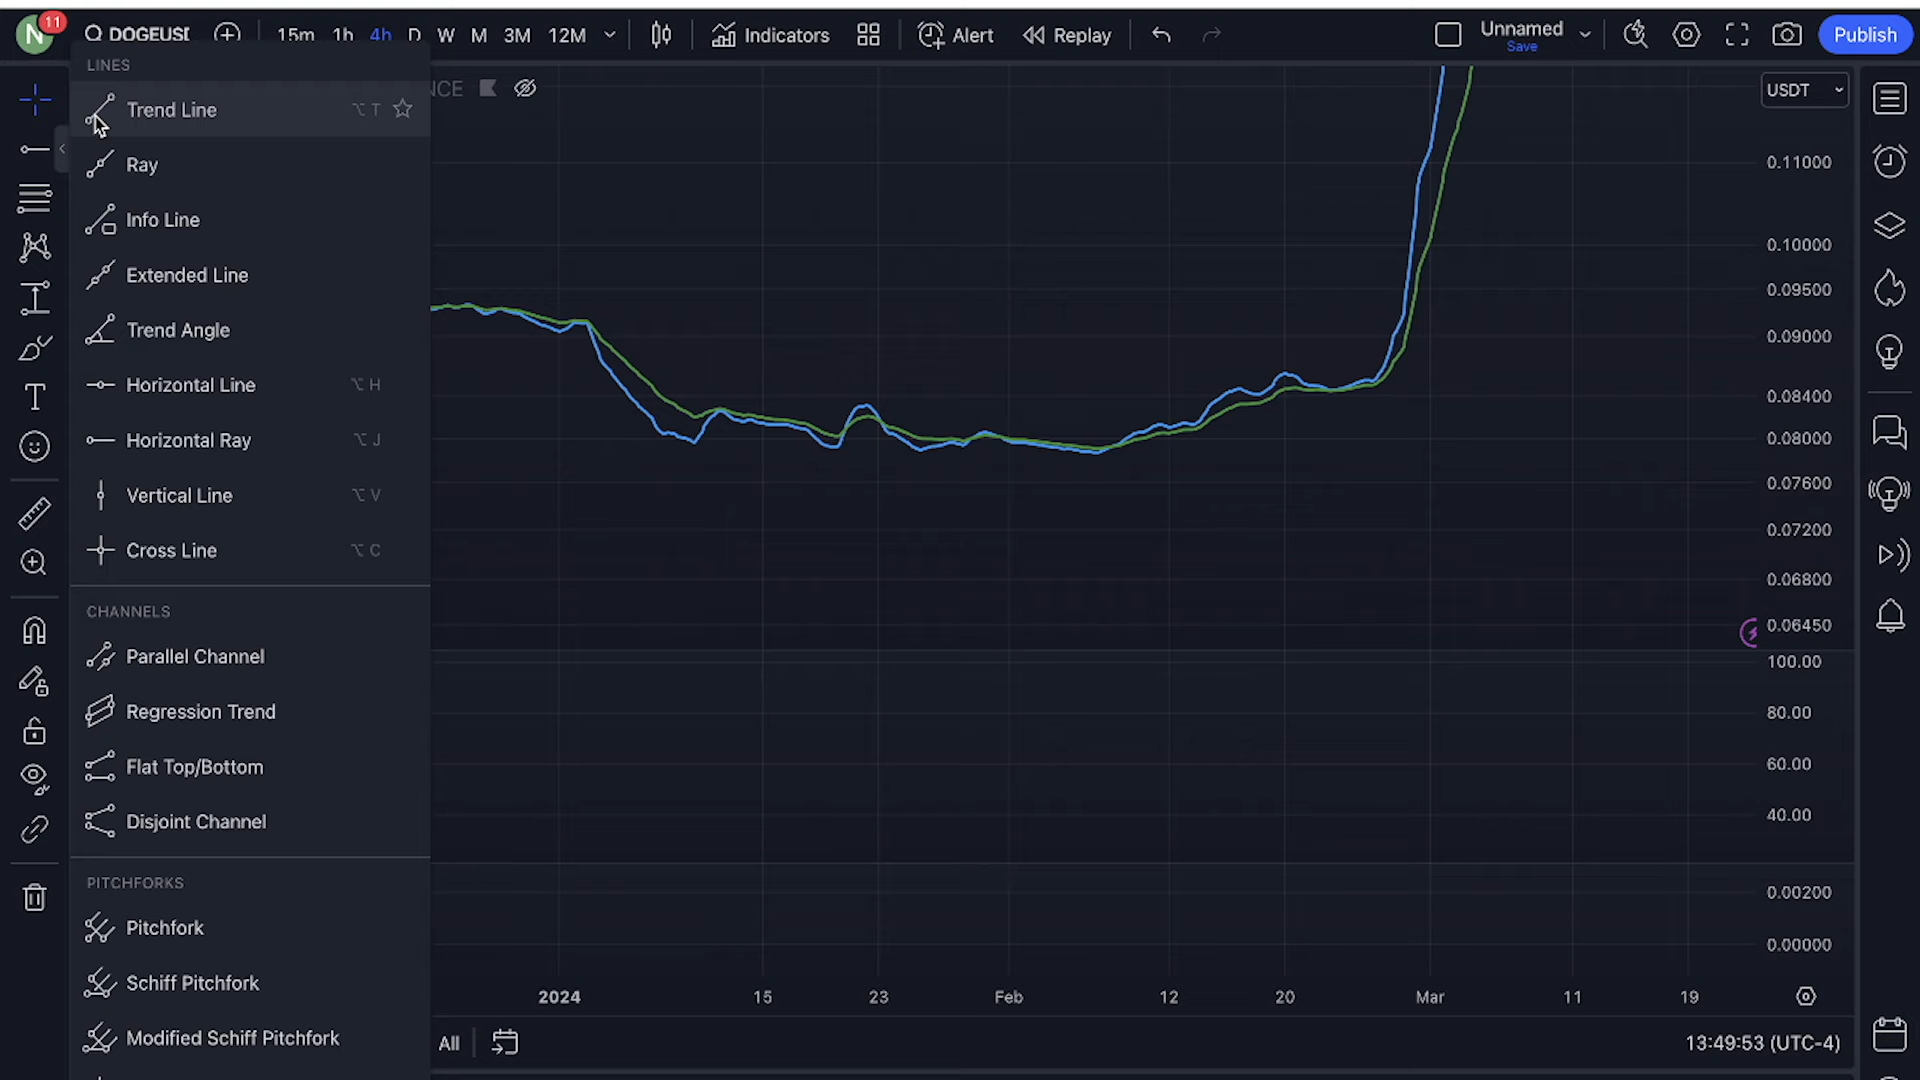 N 11 DOGEUSD 15m 1h 4h D W M 3M 12M Indicators Alert Replay Unnamed Save Publish
LINES
NCE
USDT
Trend Line ⌥ T
Ray
Info Line
Extended Line
Trend Angle
Horizontal Line ⌥ H
Horizontal Ray ⌥ J
Vertical Line ⌥ V
Cross Line ⌥ C
CHANNELS
Parallel Channel
Regression Trend
Flat Top/Bottom
Disjoint Channel
PITCHFORKS
Pitchfork
Schiff Pitchfork
Modified Schiff Pitchfork
0.11000
0.10000
0.09500
0.09000
0.08400
0.08000
0.07600
0.07200
0.06800
0.06450
100.00
80.00
60.00
40.00
0.00200
0.00000
2024 15 23 Feb 12 20 Mar 11 19
All
13:49:53 (UTC-4)